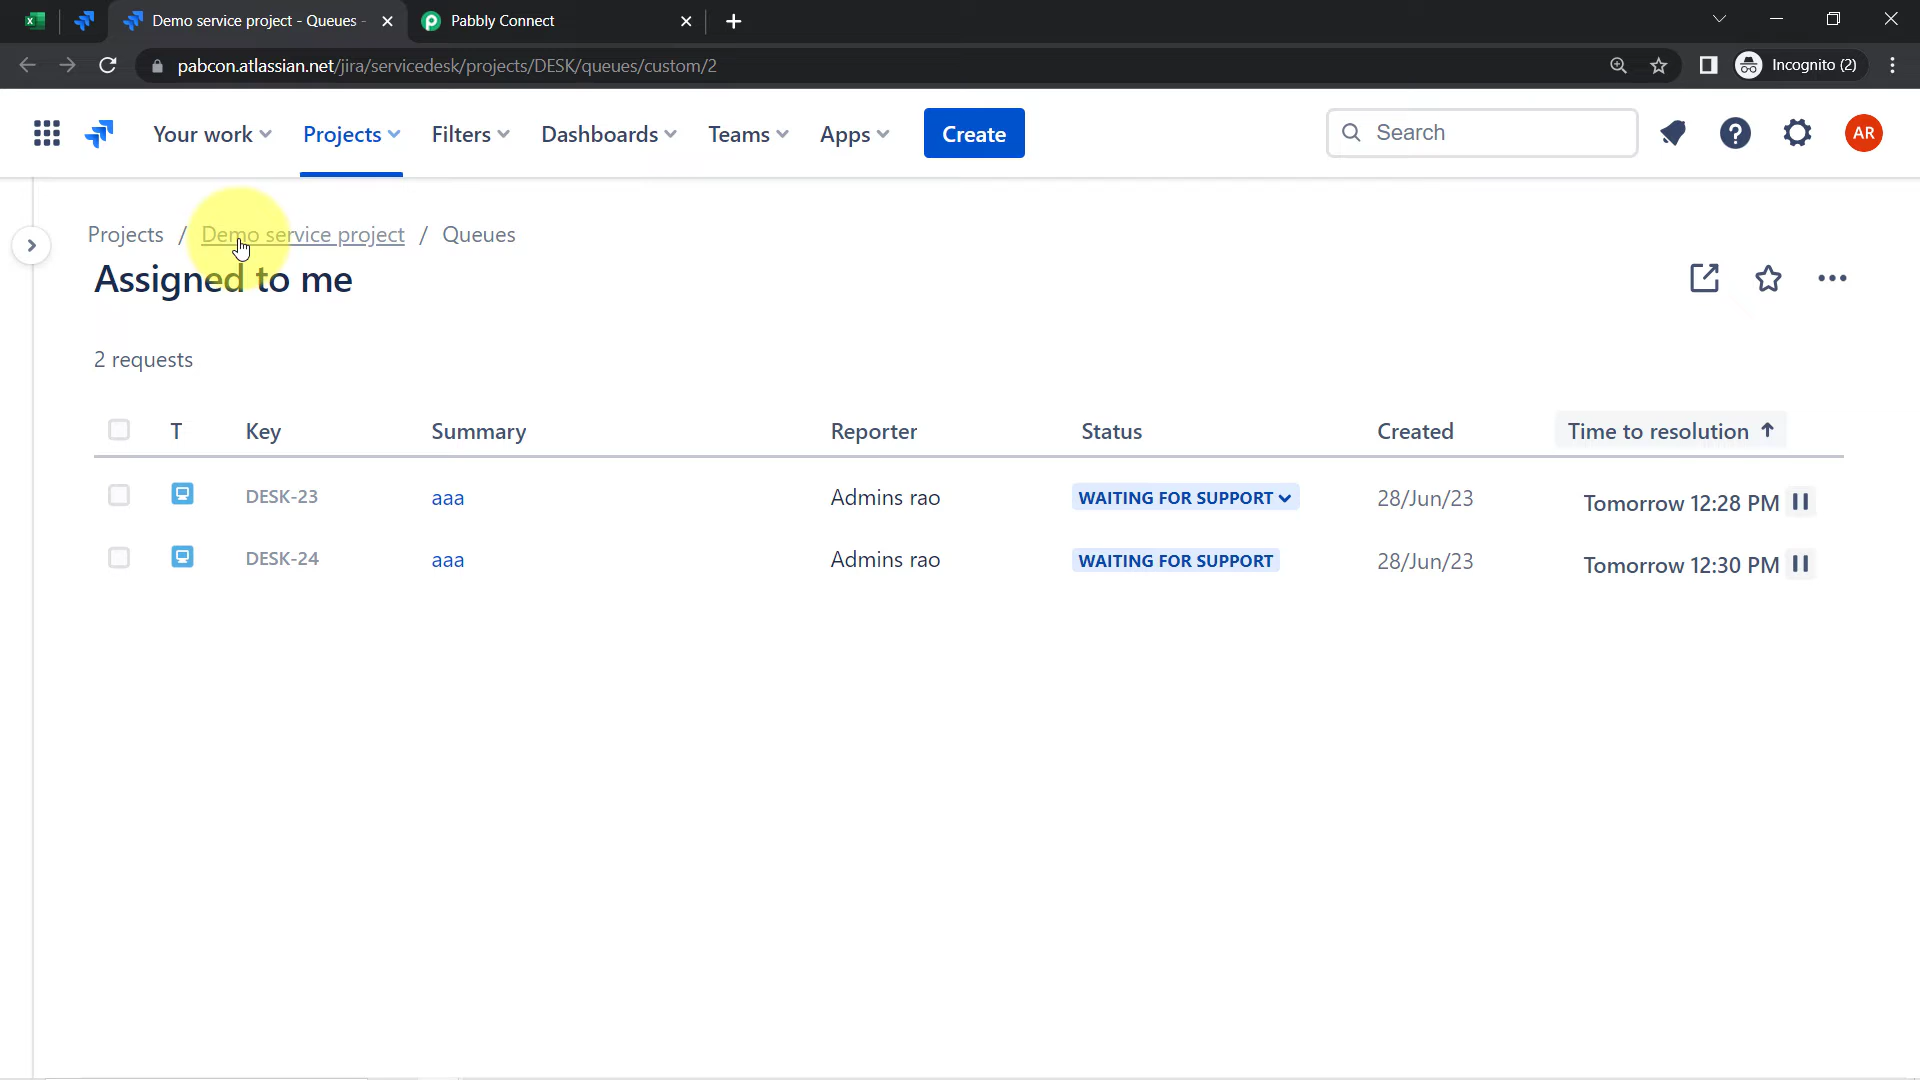 Demo service project - Queues -
Pabbly Connect
pabcon.atlassian.net/jira/servicedesk/projects/DESK/queues/custom/2
Incognito (2)
Your work
Projects
Filters
Dashboards
Teams
Apps
Create
Search
AR
Projects / Demo service project / Queues
Assigned to me
2 requests
T Key Summary Reporter Status Created Time to resolution
DESK-23 aaa Admins rao WAITING FOR SUPPORT 28/Jun/23 Tomorrow 12:28 PM
DESK-24 aaa Admins rao WAITING FOR SUPPORT 28/Jun/23 Tomorrow 12:30 PM